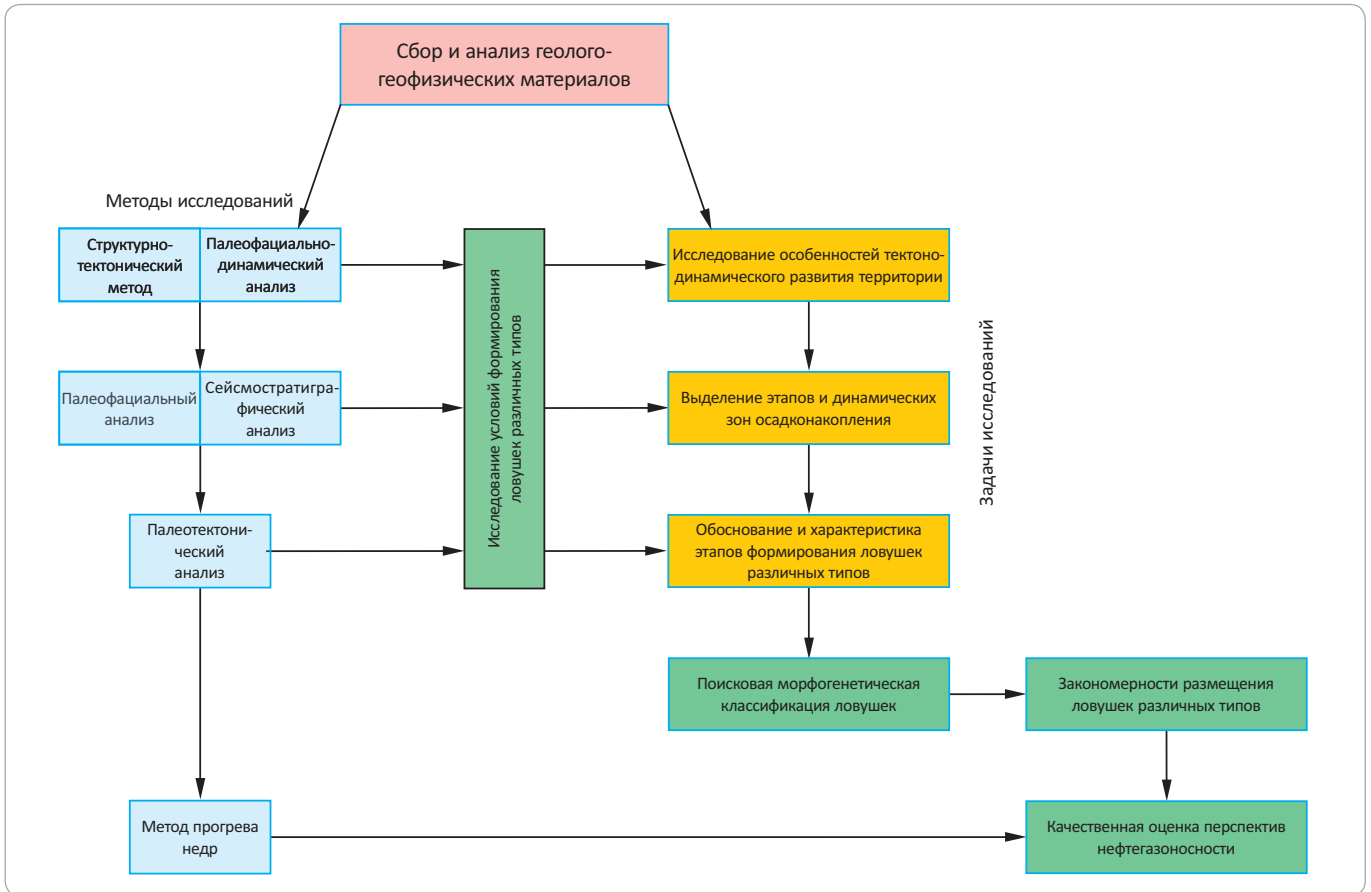 Сбор и анализ геолого-
геофизических материалов
Методы исследований
Структурно-
тектонический
метод
Палеофациально-
динамический
анализ
Исследование условий формирования
ловушек различных типов
Исследование особенностей тектоно-
динамического развития территории
Задачи исследований
Палеофациальный
анализ
Сейсмостратигра-
фический
анализ
Выделение этапов и динамических
зон осадконакопления
Палеотектони-
ческий
анализ
Обоснование и характеристика
этапов формирования ловушек
различных типов
Поисковая морфогенетическая
классификация ловушек
Закономерности размещения
ловушек различных типов
Метод прогрева
недр
Качественная оценка перспектив
нефтегазоносности